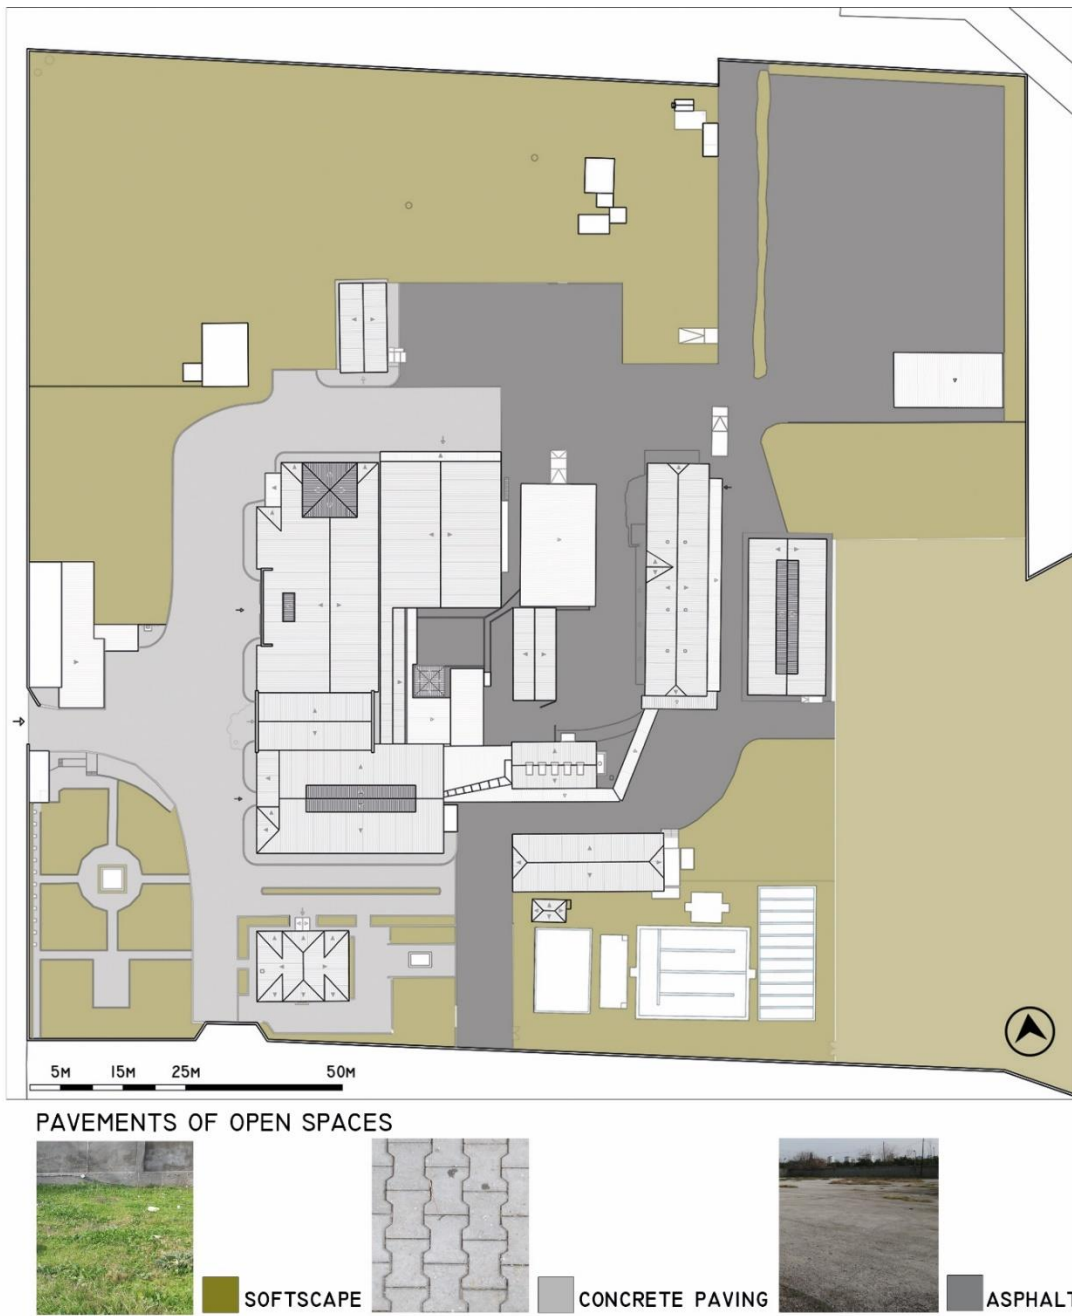 5M 15M 25M 50M
PAVEMENTS OF OPEN SPACES
SOFTSCAPE CONCRETE PAVING ASPHALT